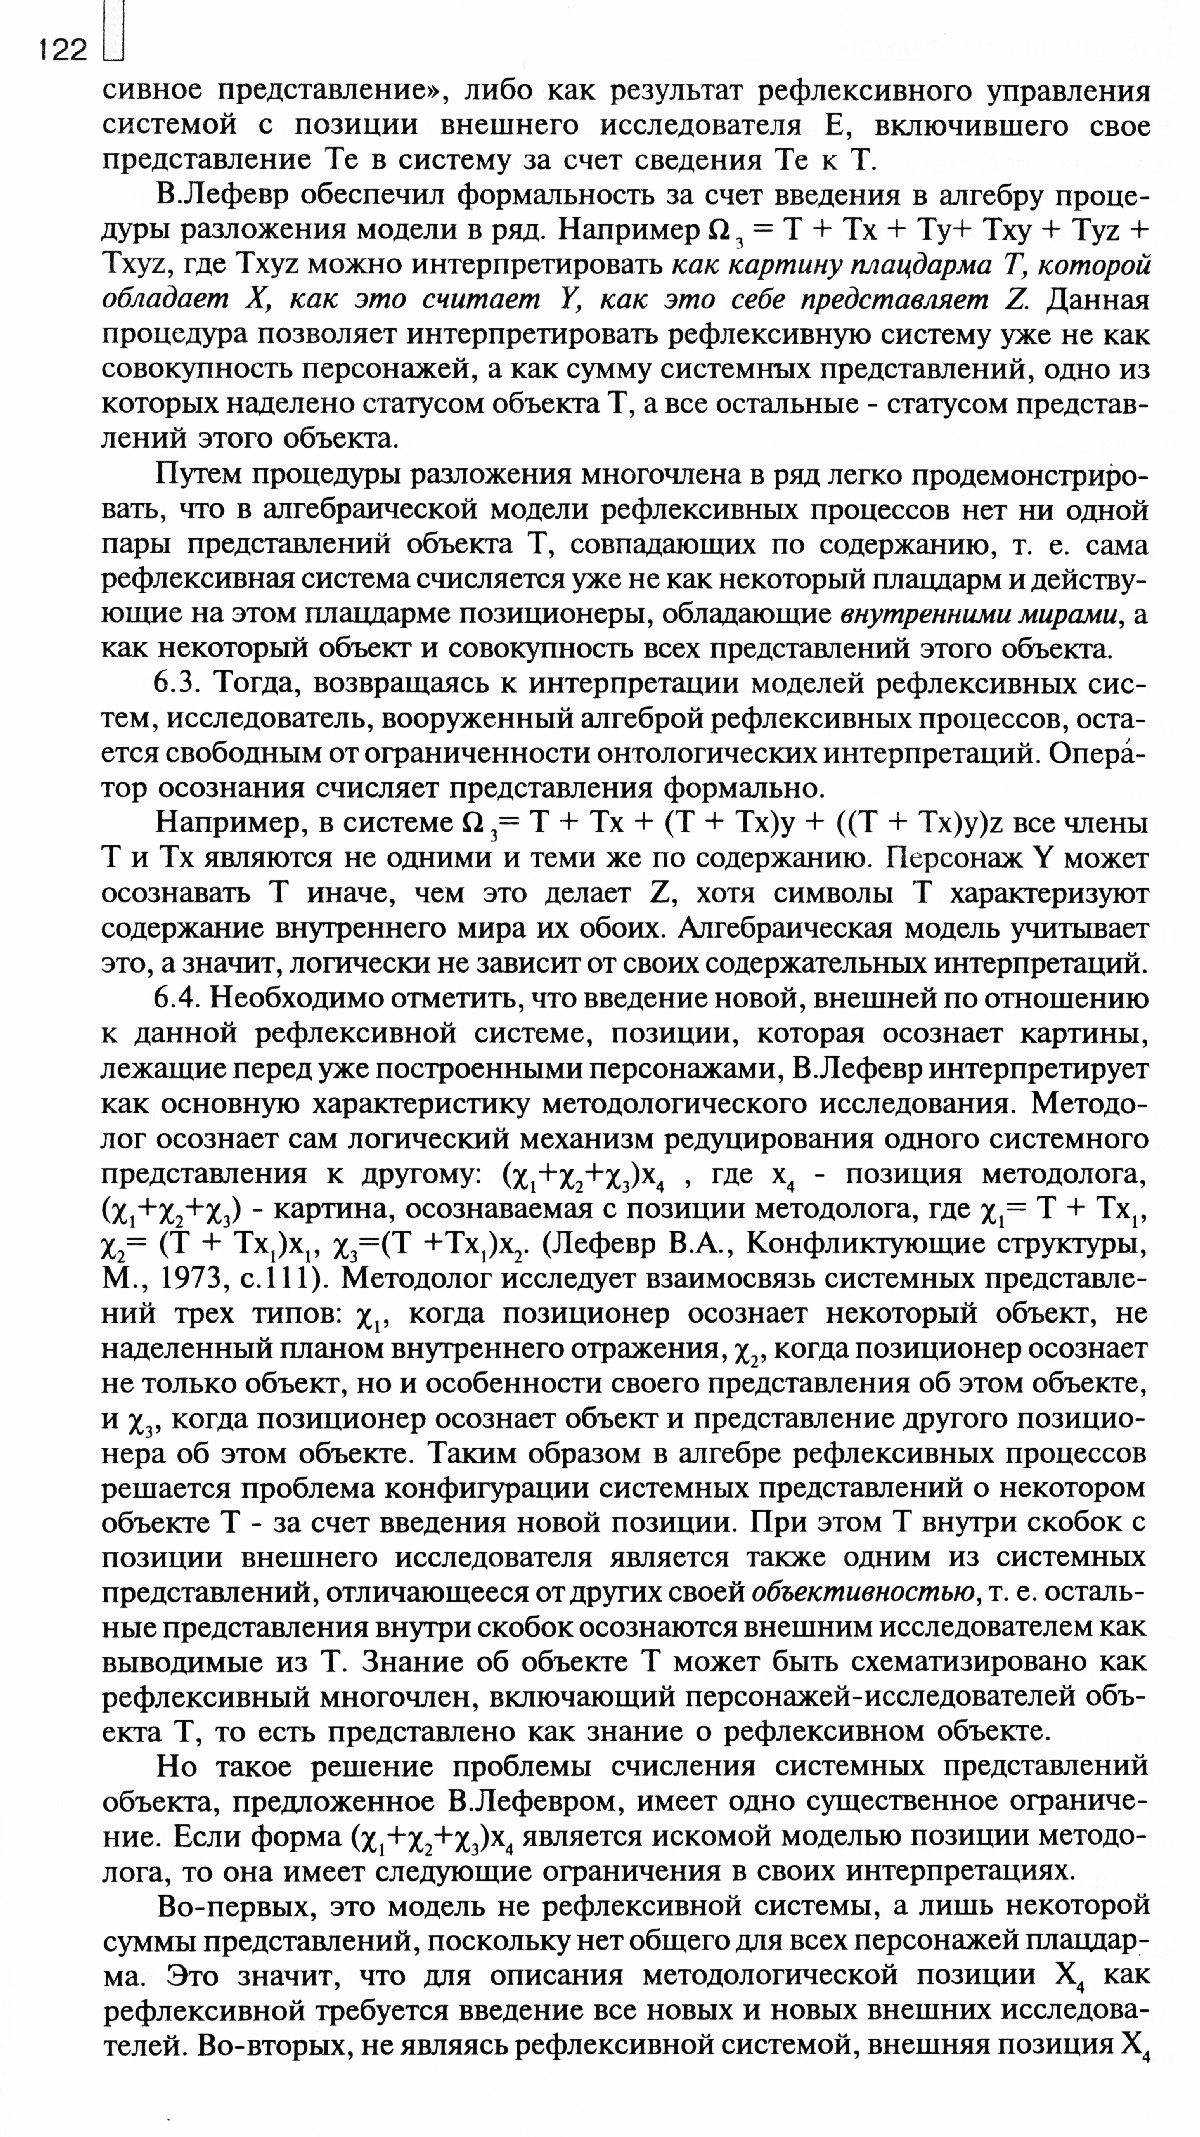 122
сивное представление», либо как результат рефлексивного управления
системой с позиции внешнего исследователя Е, включившего свое
представление Те в систему за счет сведения Те к Т.
В.Лефевр обеспечил формальность за счет введения в алгебру проце-
дуры разложения модели в ряд. Например Ω₃ = T + Tx + Ty+ Txy + Tyz +
Txyz, где Txyz можно интерпретировать как картину плацдарма Т, которой
обладает X, как это считает Y, как это себе представляет Z. Данная
процедура позволяет интерпретировать рефлексивную систему уже не как
совокупность персонажей, а как сумму системных представлений, одно из
которых наделено статусом объекта Т, а все остальные - статусом представ-
лений этого объекта.
Путем процедуры разложения многочлена в ряд легко продемонстриро-
вать, что в алгебраической модели рефлексивных процессов нет ни одной
пары представлений объекта Т, совпадающих по содержанию, т. е. сама
рефлексивная система счисляется уже не как некоторый плацдарм и действу-
ющие на этом плацдарме позиционеры, обладающие внутренними мирами, а
как некоторый объект и совокупность всех представлений этого объекта.
6.3. Тогда, возвращаясь к интерпретации моделей рефлексивных сис-
тем, исследователь, вооруженный алгеброй рефлексивных процессов, оста-
ется свободным от ограниченности онтологических интерпретаций. Опера-
тор осознания счисляет представления формально.
Например, в системе Ω₃= T + Tx + (T + Tx)y + ((T + Tx)y)z все члены
Т и Тх являются не одними и теми же по содержанию. Персонаж Y может
осознавать Т иначе, чем это делает Z, хотя символы Т характеризуют
содержание внутреннего мира их обоих. Алгебраическая модель учитывает
это, а значит, логически не зависит от своих содержательных интерпретаций.
6.4. Необходимо отметить, что введение новой, внешней по отношению
к данной рефлексивной системе, позиции, которая осознает картины,
лежащие перед уже построенными персонажами, В.Лефевр интерпретирует
как основную характеристику методологического исследования. Методо-
лог осознает сам логический механизм редуцирования одного системного
представления к другому: (χ₁+χ₂+χ₃)x₄ , где x₄ - позиция методолога,
(χ₁+χ₂+χ₃) - картина, осознаваемая с позиции методолога, где χ₁= T + Tx₁,
χ₂= (T + Tx₁)x₁, χ₃=(T +Tx₁)x₂. (Лефевр В.А., Конфликтующие структуры,
М., 1973, с.111). Методолог исследует взаимосвязь системных представле-
ний трех типов: χ₁, когда позиционер осознает некоторый объект, не
наделенный планом внутреннего отражения, χ₂, когда позиционер осознает
не только объект, но и особенности своего представления об этом объекте,
и χ₃, когда позиционер осознает объект и представление другого позицио-
нера об этом объекте. Таким образом в алгебре рефлексивных процессов
решается проблема конфигурации системных представлений о некотором
объекте Т - за счет введения новой позиции. При этом Т внутри скобок с
позиции внешнего исследователя является также одним из системных
представлений, отличающееся от других своей объективностью, т. е. осталь-
ные представления внутри скобок осознаются внешним исследователем как
выводимые из Т. Знание об объекте Т может быть схематизировано как
рефлексивный многочлен, включающий персонажей-исследователей объ-
екта Т, то есть представлено как знание о рефлексивном объекте.
Но такое решение проблемы счисления системных представлений
объекта, предложенное В.Лефевром, имеет одно существенное ограниче-
ние. Если форма (χ₁+χ₂+χ₃)x₄ является искомой моделью позиции методо-
лога, то она имеет следующие ограничения в своих интерпретациях.
Во-первых, это модель не рефлексивной системы, а лишь некоторой
суммы представлений, поскольку нет общего для всех персонажей плацдар-
ма. Это значит, что для описания методологической позиции X₄ как
рефлексивной требуется введение все новых и новых внешних исследова-
телей. Во-вторых, не являясь рефлексивной системой, внешняя позиция X₄